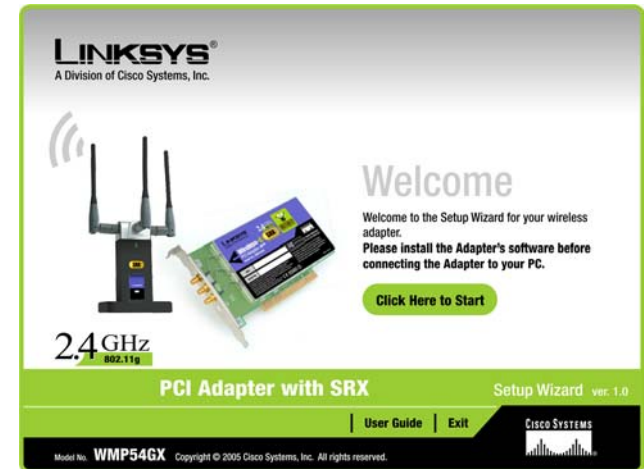 LINKSYS®
A Division of Cisco Systems, Inc.
Welcome
Welcome to the Setup Wizard for your wireless
adapter.
Please install the Adapter's software before
connecting the Adapter to your PC.
Click Here to Start
2.4 GHz
802.11g
PCI Adapter with SRX
Setup Wizard ver. 1.0
User Guide
Exit
CISCO SYSTEMS
Model No. WMP54GX Copyright © 2005 Cisco Systems, Inc. All rights reserved.